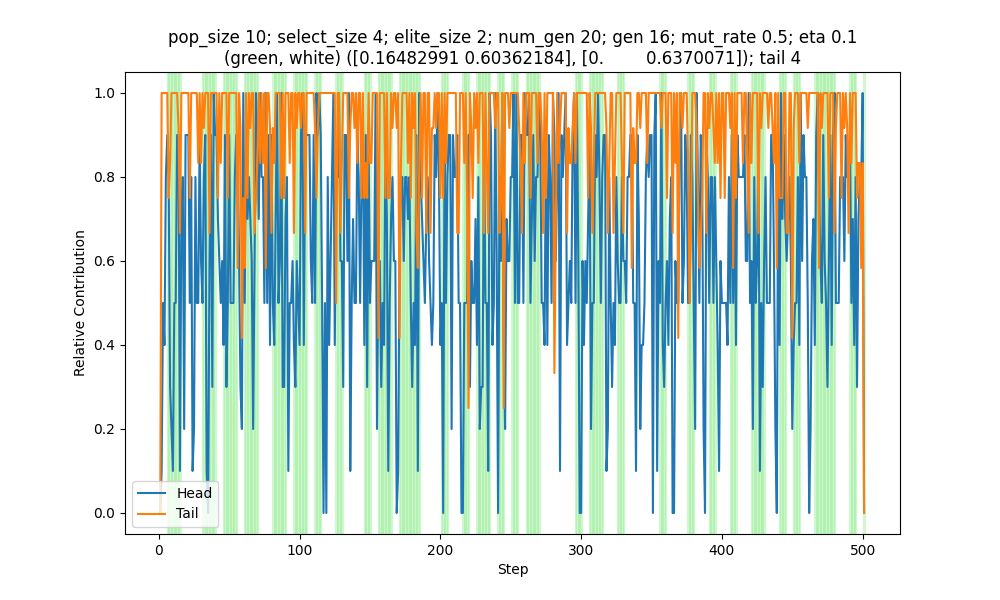 pop_size 10; select_size 4; elite_size 2; num_gen 20; gen 16; mut_rate 0.5; eta 0.1
(green, white) ([0.16482991 0.60362184], [0.         0.6370071]); tail 4
1.0
0.8
0.6
0.4
0.2
0.0
Relative Contribution
Head
Tail
0
100
200
300
400
500
Step